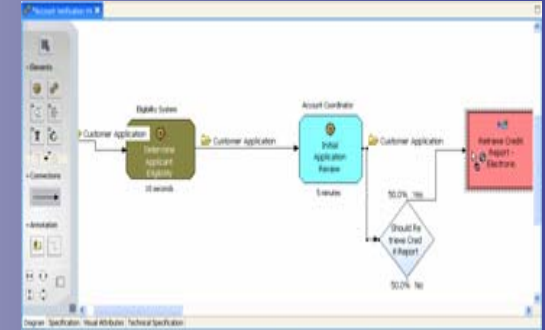 Elements
Connections
Annotation
Customer Application
Eligibility System
Determine
Applicant
Eligibility
10 seconds
Customer Application
Account Coordinator
Initial
Application
Review
5 minutes
Customer Application
Retrieve Credit
Report -
Electronic
50.0% Yes
Should Re
trieve Cred
it Report
50.0% No
Diagram Specification Visual Attributes Technical Specification